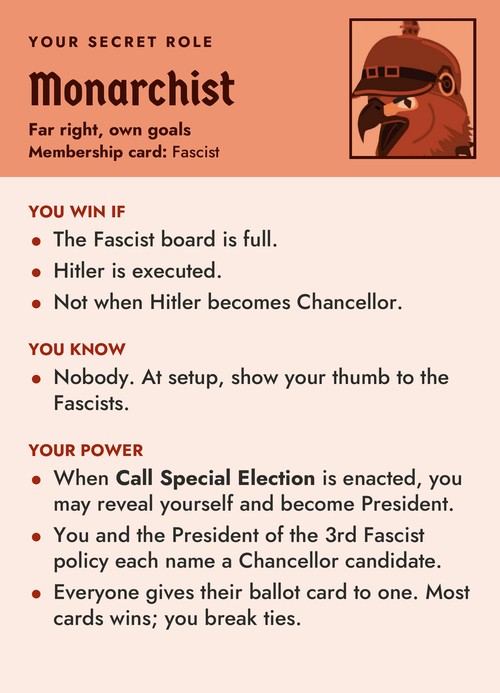 YOUR SECRET ROLE
Monarchist
Far right, own goals
Membership card: Fascist
YOU WIN IF
• The Fascist board is full.
• Hitler is executed.
• Not when Hitler becomes Chancellor.
YOU KNOW
• Nobody. At setup, show your thumb to the
Fascists.
YOUR POWER
• When Call Special Election is enacted, you
may reveal yourself and become President.
• You and the President of the 3rd Fascist
policy each name a Chancellor candidate.
• Everyone gives their ballot card to one. Most
cards wins; you break ties.